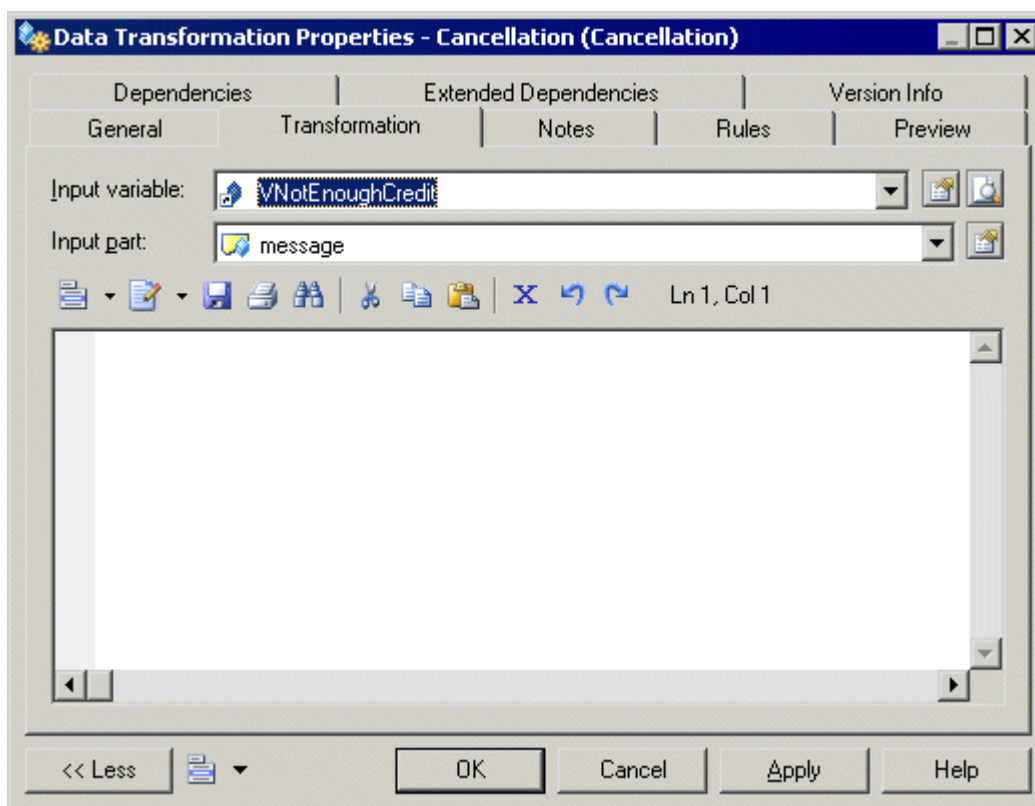 Data Transformation Properties - Cancellation (Cancellation)
Dependencies Extended Dependencies Version Info
General Transformation Notes Rules Preview
Input variable: VNotEnoughCredit
Input part: message
Ln 1, Col 1
<< Less OK Cancel Apply Help